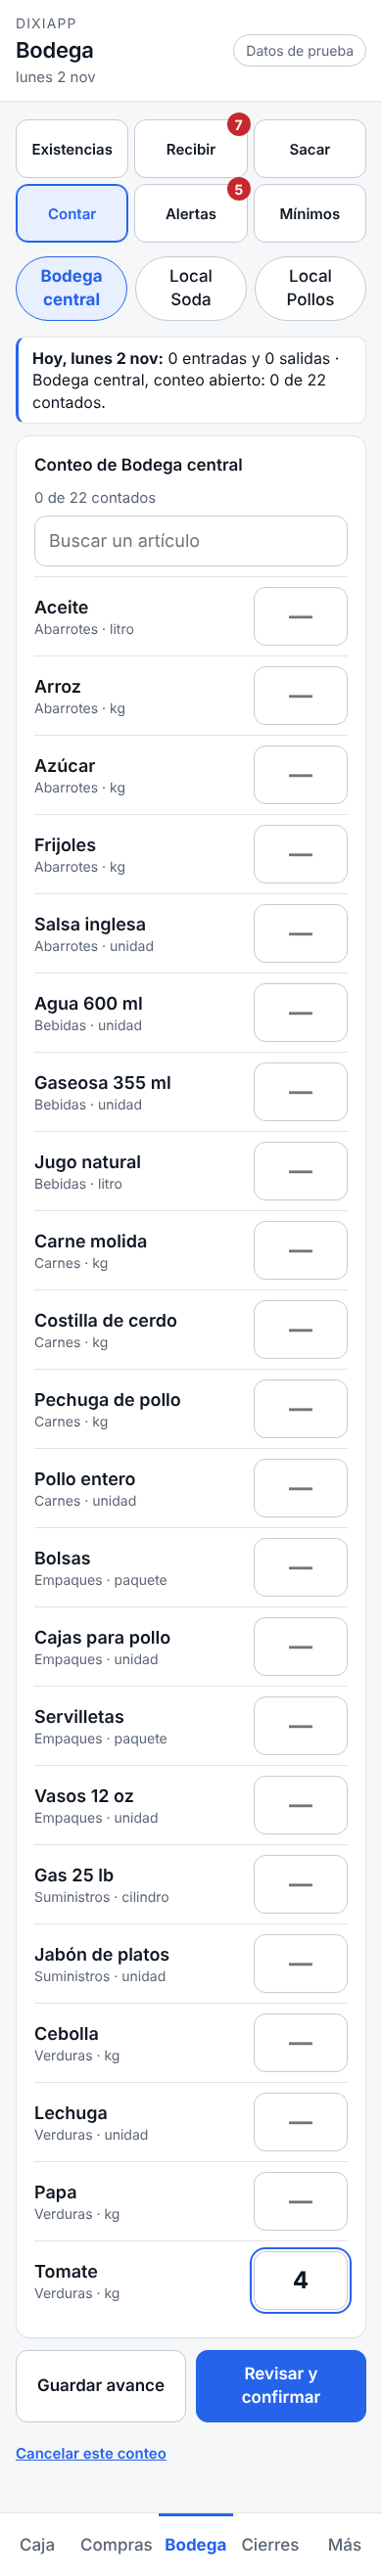 DIXIAPP
Bodega
lunes 2 nov
Datos de prueba
Existencias
Recibir
7
Sacar
Contar
Alertas
5
Mínimos
Bodega
central
Local
Soda
Local
Pollos
Hoy, lunes 2 nov: 0 entradas y 0 salidas ·
Bodega central, conteo abierto: 0 de 22
contados.
Conteo de Bodega central
0 de 22 contados
Buscar un artículo
Aceite
Abarrotes · litro
—
Arroz
Abarrotes · kg
—
Azúcar
Abarrotes · kg
—
Frijoles
Abarrotes · kg
—
Salsa inglesa
Abarrotes · unidad
—
Agua 600 ml
Bebidas · unidad
—
Gaseosa 355 ml
Bebidas · unidad
—
Jugo natural
Bebidas · litro
—
Carne molida
Carnes · kg
—
Costilla de cerdo
Carnes · kg
—
Pechuga de pollo
Carnes · kg
—
Pollo entero
Carnes · unidad
—
Bolsas
Empaques · paquete
—
Cajas para pollo
Empaques · unidad
—
Servilletas
Empaques · paquete
—
Vasos 12 oz
Empaques · unidad
—
Gas 25 lb
Suministros · cilindro
—
Jabón de platos
Suministros · unidad
—
Cebolla
Verduras · kg
—
Lechuga
Verduras · unidad
—
Papa
Verduras · kg
—
Tomate
Verduras · kg
4
Guardar avance
Revisar y
confirmar
Cancelar este conteo
Caja
Compras
Bodega
Cierres
Más